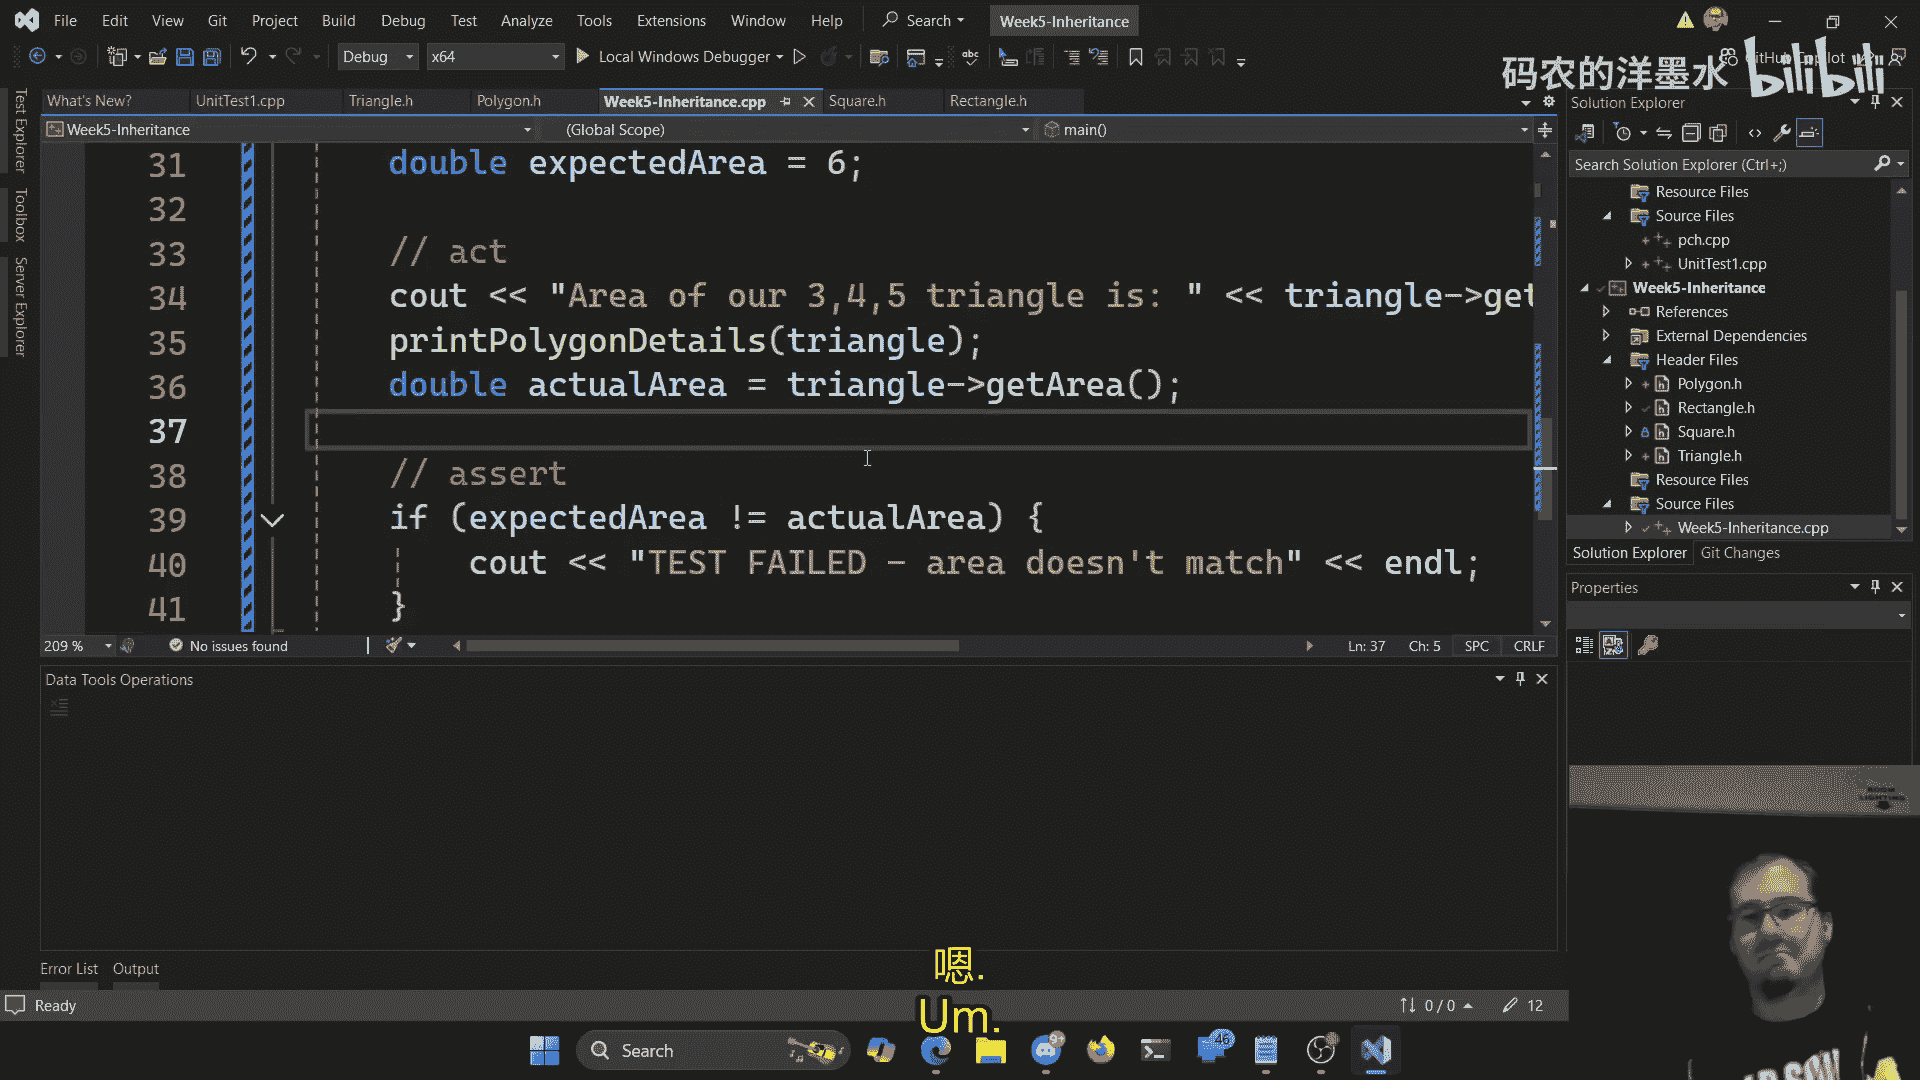 File Edit View Git Project Build Debug Test Analyze Tools Extensions Window Help Search Week5-Inheritance
Debug x64 Local Windows Debugger
码农的洋墨水 bilibili
What's New? UnitTest1.cpp Triangle.h Polygon.h Week5-Inheritance.cpp Square.h Rectangle.h
Week5-Inheritance (Global Scope) main()
Test Explorer
Toolbox
Server Explorer
31 double expectedArea = 6;
32
33 // act
34 cout << "Area of our 3,4,5 triangle is: " << triangle->get
35 printPolygonDetails(triangle);
36 double actualArea = triangle->getArea();
37
38 // assert
39 if (expectedArea != actualArea) {
40 cout << "TEST FAILED - area doesn't match" << endl;
41 }
209 % No issues found Ln: 37 Ch: 5 SPC CRLF
Data Tools Operations
Error List Output
Ready 0 / 0 12
Solution Explorer
Search Solution Explorer (Ctrl+;)
Resource Files
Source Files
pch.cpp
UnitTest1.cpp
Week5-Inheritance
References
External Dependencies
Header Files
Polygon.h
Rectangle.h
Square.h
Triangle.h
Resource Files
Source Files
Week5-Inheritance.cpp
Solution Explorer Git Changes
Properties
嗯.
Um.
Search
9+
46